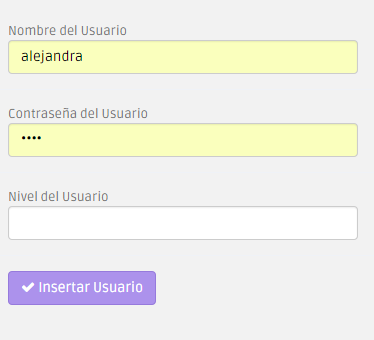 Nombre del Usuario
alejandra
Contraseña del Usuario
••••
Nivel del Usuario
✔ Insertar Usuario